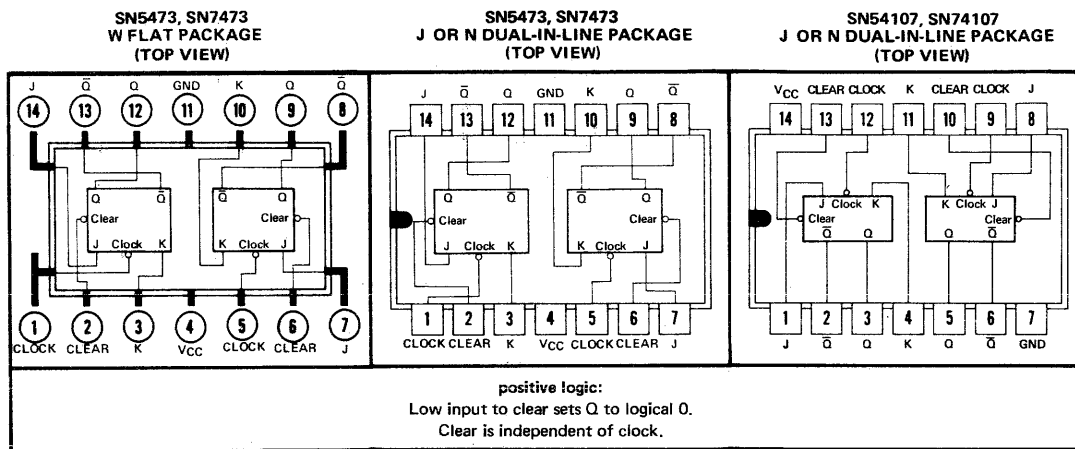 SN5473, SN7473
W FLAT PACKAGE
(TOP VIEW)
J Q̅ Q GND K Q Q̅
14 13 12 11 10 9 8
Q Q̅ Q̅ Q
Clear Clear
J Clock K K Clock J
1 2 3 4 5 6 7
CLOCK CLEAR K VCC CLOCK CLEAR J
SN5473, SN7473
J OR N DUAL-IN-LINE PACKAGE
(TOP VIEW)
J Q̅ Q GND K Q Q̅
14 13 12 11 10 9 8
Q Q̅ Q̅ Q
Clear Clear
J Clock K K Clock J
1 2 3 4 5 6 7
CLOCK CLEAR K VCC CLOCK CLEAR J
SN54107, SN74107
J OR N DUAL-IN-LINE PACKAGE
(TOP VIEW)
VCC CLEAR CLOCK K CLEAR CLOCK J
14 13 12 11 10 9 8
J Clock K K Clock J
Clear Clear
Q̅ Q Q Q̅
1 2 3 4 5 6 7
J Q̅ Q K Q Q̅ GND
positive logic:
Low input to clear sets Q to logical 0.
Clear is independent of clock.